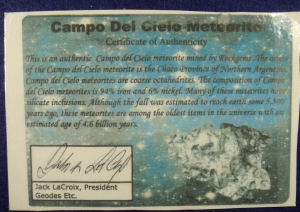 Campo Del Cielo Meteorite
Certificate of Authenticity
This is an authentic Campo del Cielo meteorite mined by Rockgems. The origin
of the Campo del Cielo meteorite is the Chaco Province of Northern Argentina.
Campo del Cielo meteorites are coarse octahedrites. The composition of Campo
del Cielo meteorites is 94% iron and 6% nickel. Many of these meteorites have
silicate inclusions. Although the fall was estimated to reach earth some 5,800
years ago, these meteorites are among the oldest items in the universe with an
estimated age of 4.6 billion years.
Jack LaCroix, President
Geodes Etc.